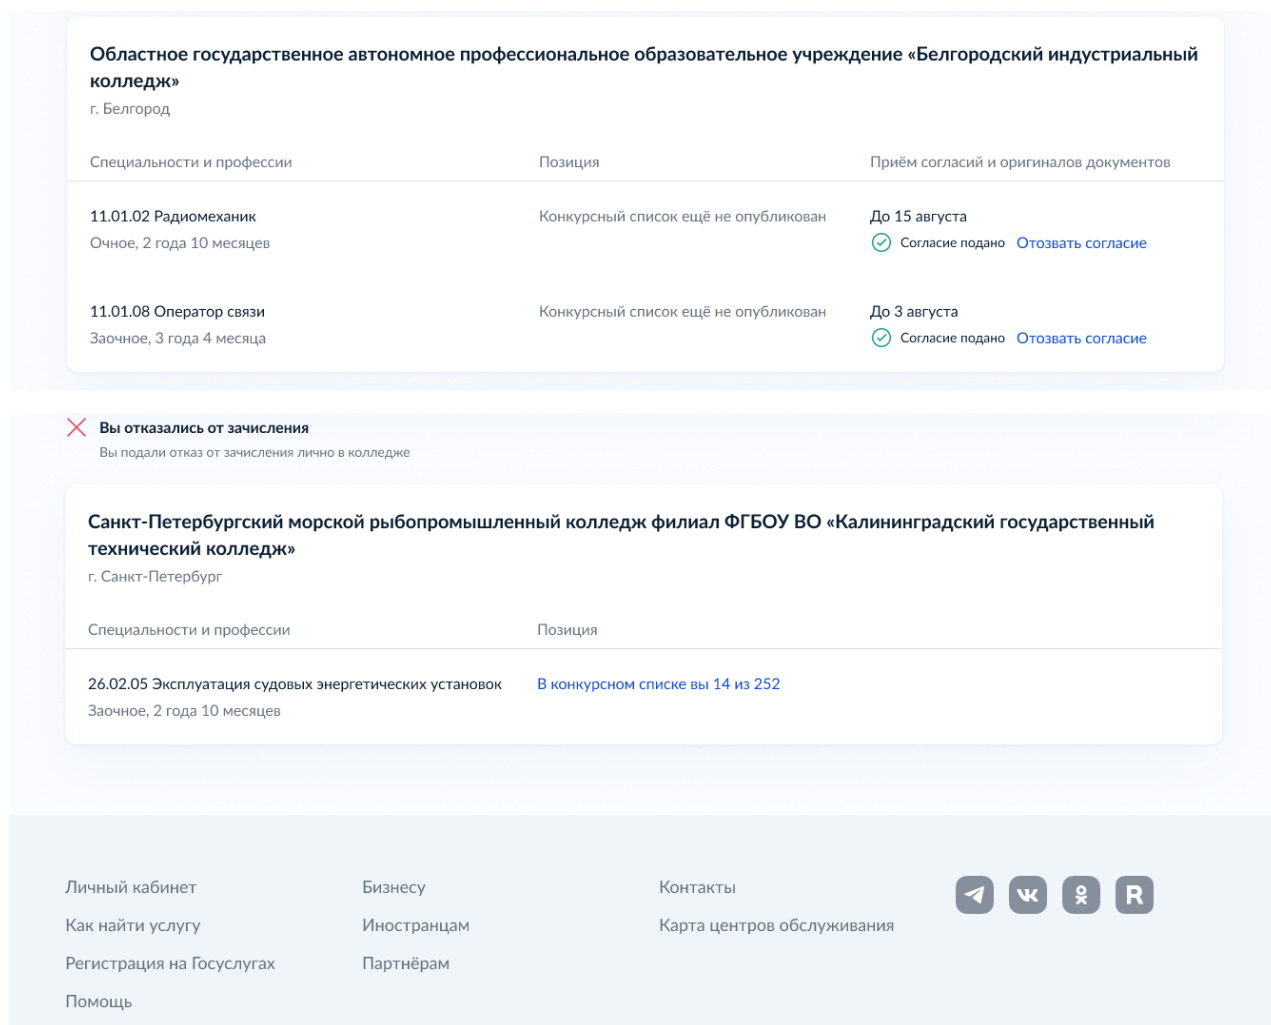 Областное государственное автономное профессиональное образовательное учреждение «Белгородский индустриальный
колледж»
г. Белгород
Специальности и профессии
Позиция
Приём согласий и оригиналов документов
11.01.02 Радиомеханик
Конкурсный список ещё не опубликован
До 15 августа
Очное, 2 года 10 месяцев
Согласие подано Отозвать согласие
11.01.08 Оператор связи
Конкурсный список ещё не опубликован
До 3 августа
Заочное, 3 года 4 месяца
Согласие подано Отозвать согласие
Вы отказались от зачисления
Вы подали отказ от зачисления лично в колледже
Санкт-Петербургский морской рыбопромышленный колледж филиал ФГБОУ ВО «Калининградский государственный
технический колледж»
г. Санкт-Петербург
Специальности и профессии
Позиция
26.02.05 Эксплуатация судовых энергетических установок
В конкурсном списке вы 14 из 252
Заочное, 2 года 10 месяцев
Личный кабинет
Бизнесу
Контакты
Как найти услугу
Иностранцам
Карта центров обслуживания
Регистрация на Госуслугах
Партнёрам
Помощь